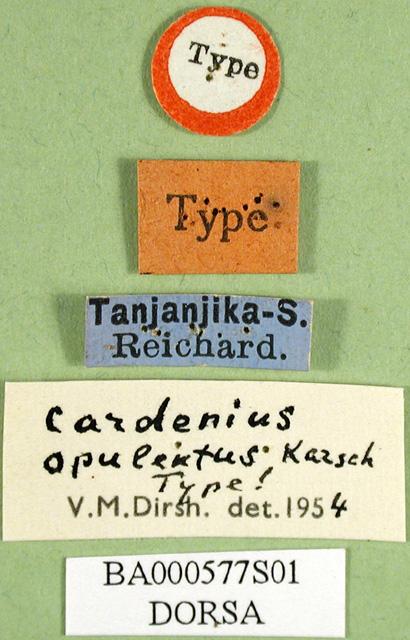 Type
Type
Tanjanjika-S.
Reichard.
Cardenius
opulentus Karsch
Type!
V.M.Dirsh. det.1954
BA000577S01
DORSA